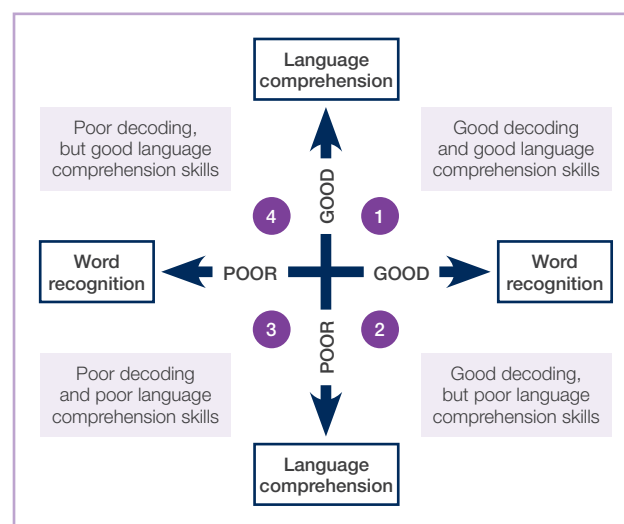 Language
comprehension
Poor decoding,
but good language
comprehension skills
Good decoding
and good language
comprehension skills
GOOD
4
1
Word
recognition
POOR
GOOD
Word
recognition
3
2
POOR
Poor decoding
and poor language
comprehension skills
Good decoding,
but poor language
comprehension skills
Language
comprehension